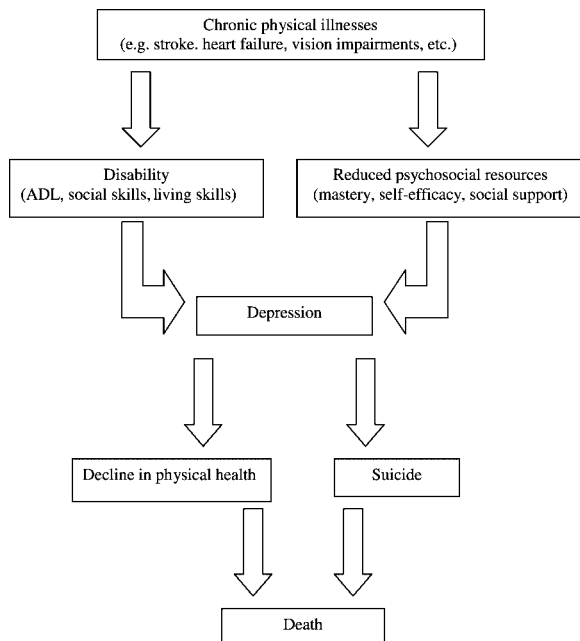 Chronic physical illnesses
(e.g. stroke. heart failure, vision impairments, etc.)
Disability
(ADL, social skills, living skills)
Reduced psychosocial resources
(mastery, self-efficacy, social support)
Depression
Decline in physical health
Suicide
Death